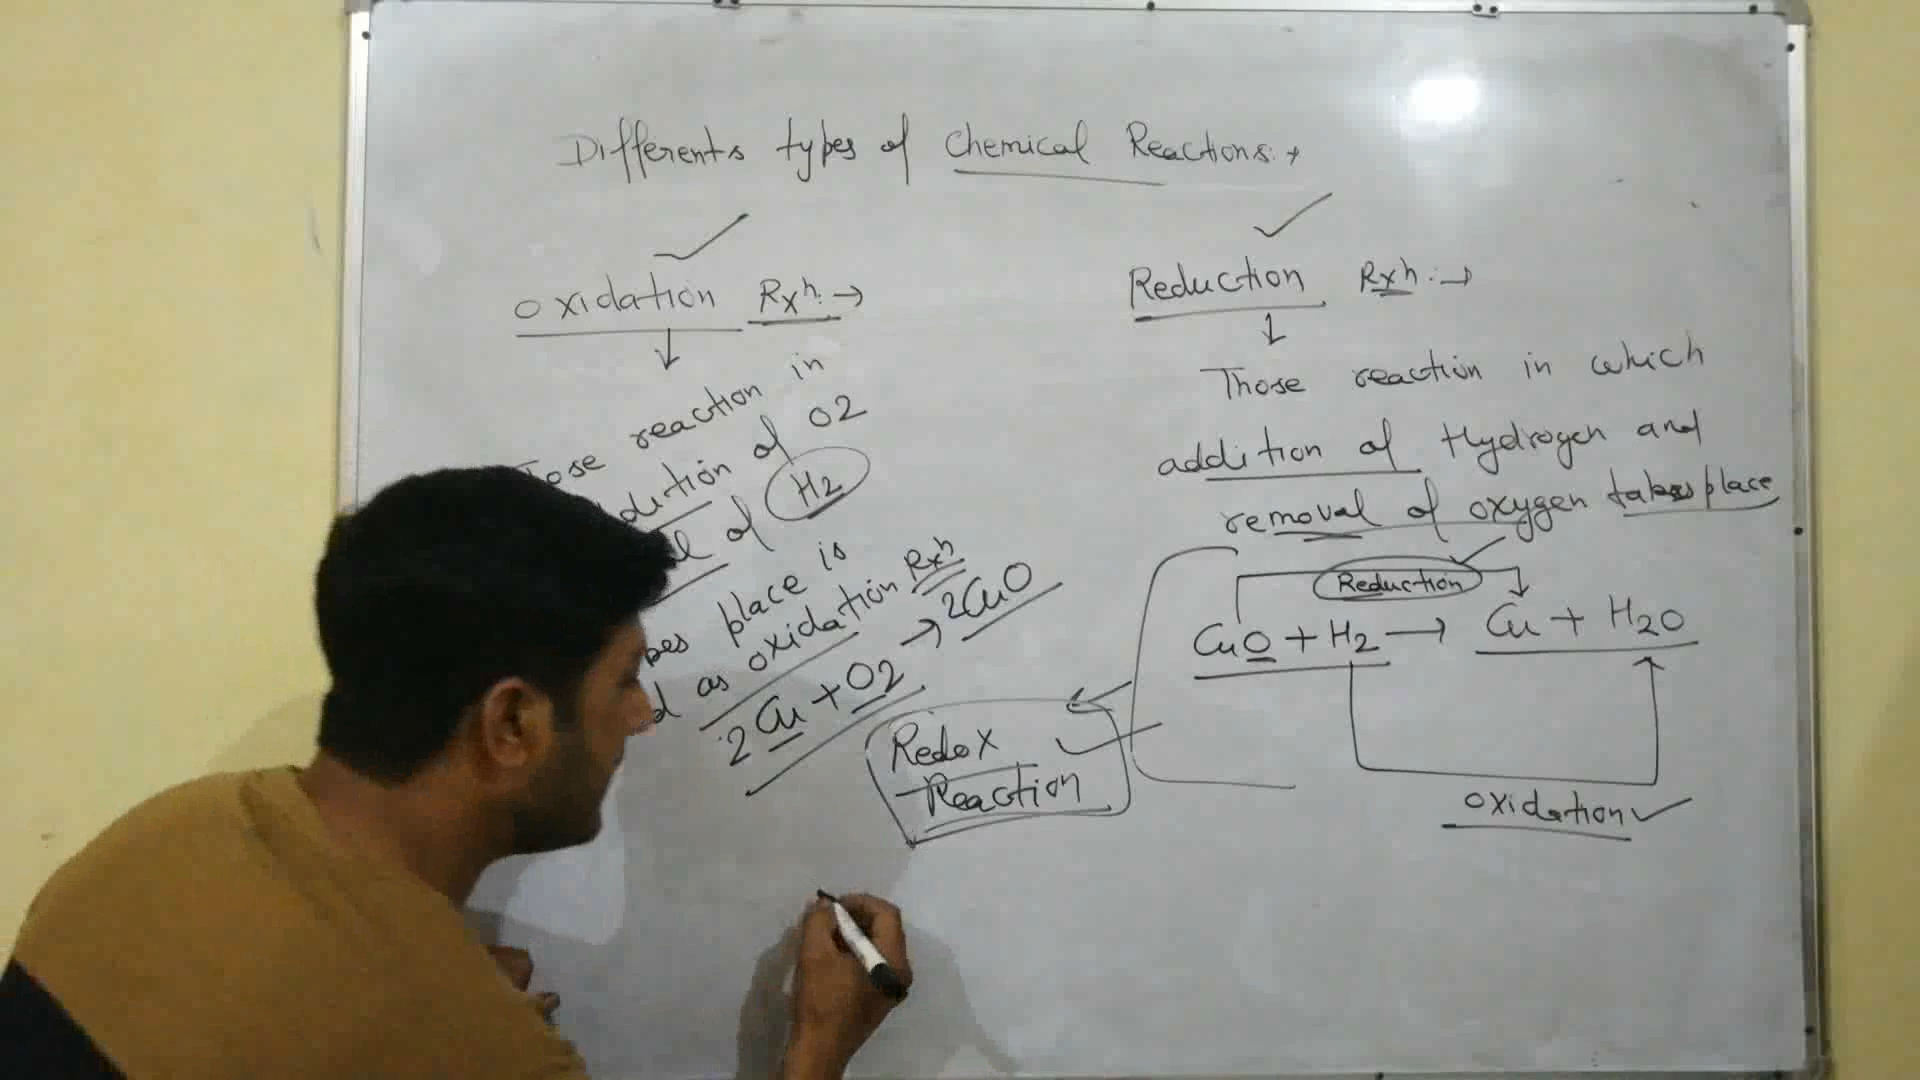 Differents types of Chemical Reactions:→
Oxidation Rxn:→
reaction in
of O2
of H2
place is
as oxidation Rxn
2Cu + O2 → 2CuO
Reduction Rxn:→
Those reaction in which
addition of Hydrogen and
removal of oxygen takes place
Reduction
CuO + H2 → Cu + H2O
Oxidation
Redox
Reaction